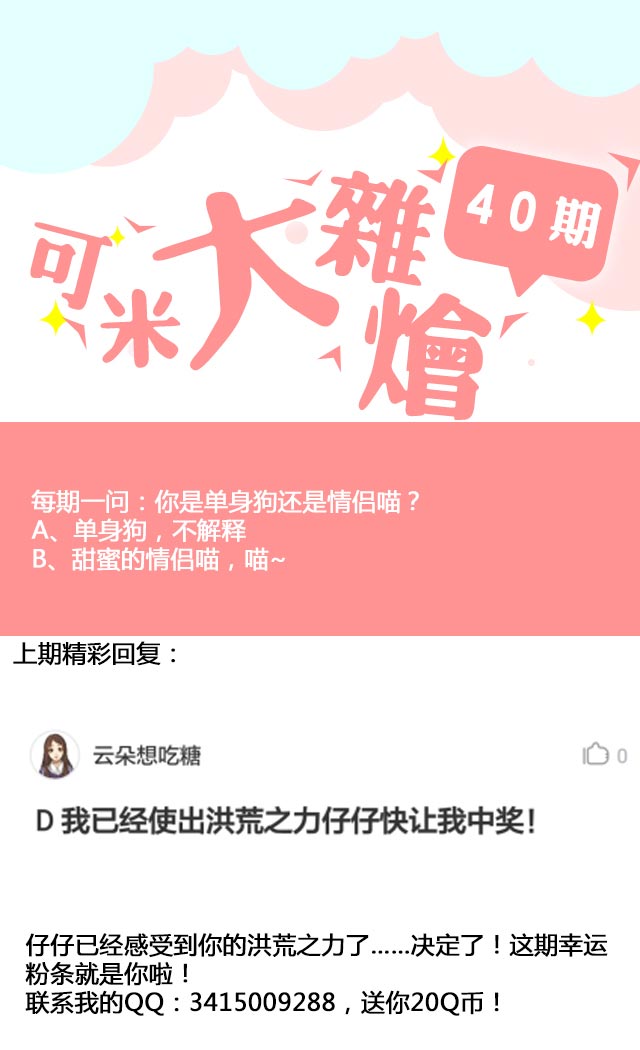 可米大雜燴
40期
每期一问：你是单身狗还是情侣喵？
A、单身狗，不解释
B、甜蜜的情侣喵，喵~
上期精彩回复：
云朵想吃糖
0
D 我已经使出洪荒之力仔仔快让我中奖！
仔仔已经感受到你的洪荒之力了……决定了！这期幸运
粉条就是你啦！
联系我的QQ：3415009288，送你20Q币！